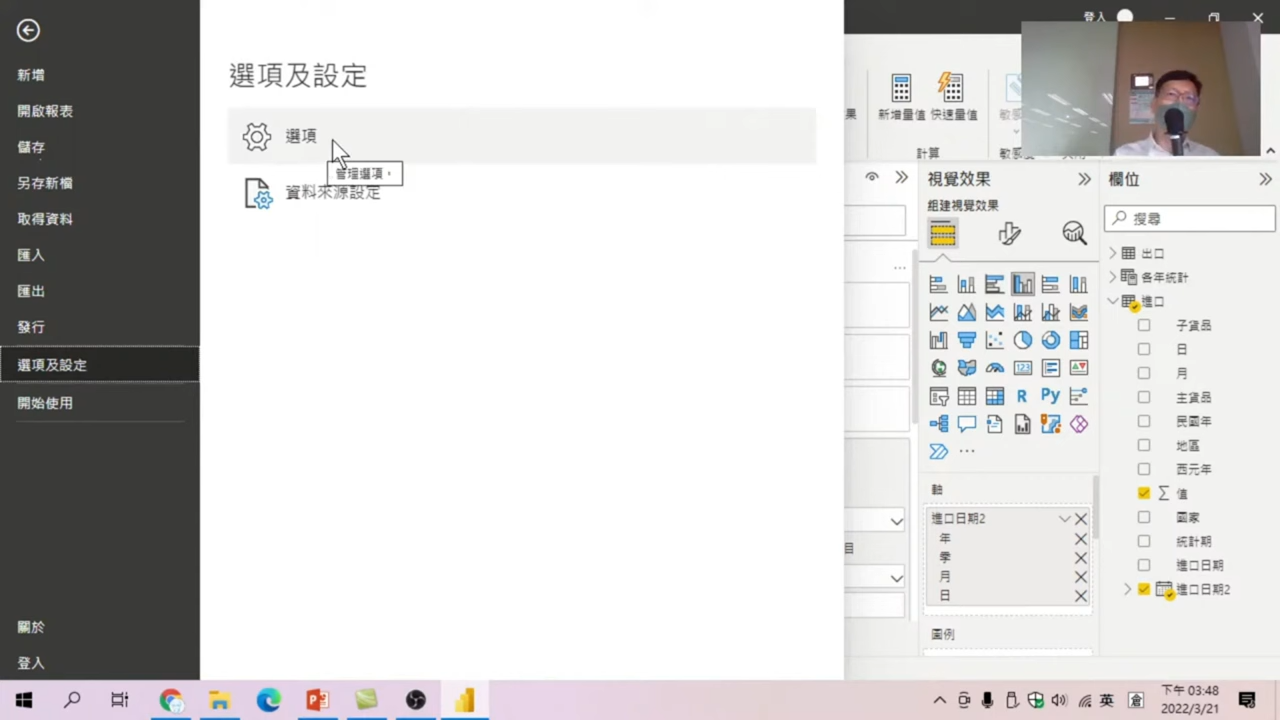 登入
新增
開啟報表
儲存
另存新檔
取得資料
匯入
匯出
發行
選項及設定
開始使用
關於
登入
選項及設定
選項
管理選項。
資料來源設定
果
新增量值
快速量值
計算
視覺效果
組建視覺效果
欄位
搜尋
出口
各年統計
進口
子貨品
日
月
主貨品
民國年
地區
西元年
值
國家
統計期
進口日期
進口日期2
123
R
Py
軸
進口日期2
年
季
月
日
圖例
目
英
倉
下午 03:48
2022/3/21